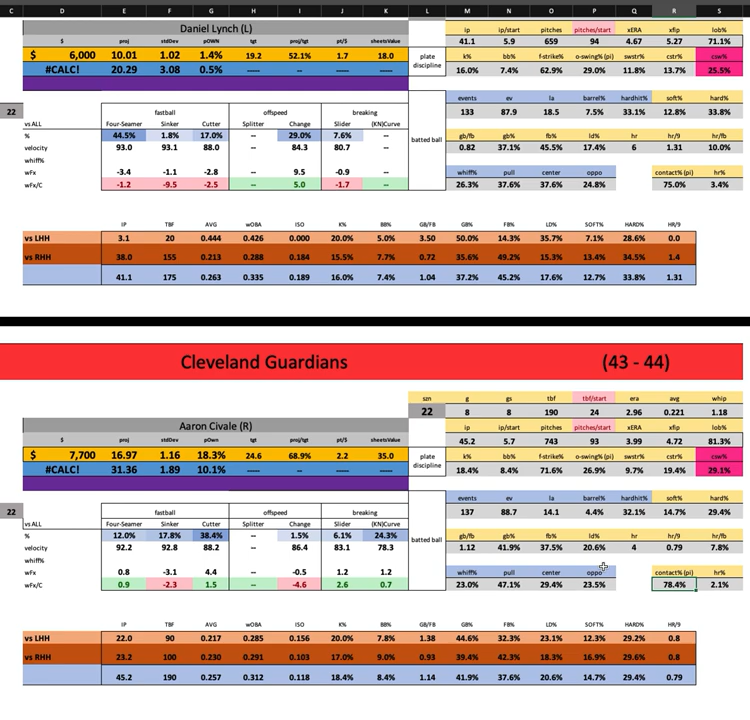 C D E F G H I J K L M N O P Q R S
Daniel Lynch (L) ip ip/start pitches pitches/start xERA xfip lob%
$ proj stdDev pOWN tgt proj/tgt pt/$ sheetsValue 41.1 5.9 659 94 4.67 5.27 71.1%
$ 6,000 10.01 1.02 1.4% 19.2 52.1% 1.7 18.0 plate discipline k% bb% f-strike% o-swing% (pi) swstr% cstr% csw%
#CALC! 20.29 3.08 0.5% ----- -- ----- ----- 16.0% 7.4% 62.9% 29.0% 11.8% 13.7% 25.5%
events ev la barrel% hardhit% soft% hard%
22 fastball offspeed breaking batted ball 133 87.9 18.5 7.5% 33.1% 12.8% 33.8%
vs ALL Four-Seamer Sinker Cutter Splitter Change Slider (KN)Curve
% 44.5% 1.8% 17.0% -- 29.0% 7.6% -- gb/fb gb% fb% ld% hr hr/9 hr/fb
velocity 93.0 93.1 88.0 -- 84.3 80.7 -- 0.82 37.1% 45.5% 17.4% 6 1.31 10.0%
whiff%
wFx -3.4 -1.1 -2.8 9.5 -0.9 whiff% pull center oppo contact% (pi) hr%
wFx/C -1.2 -9.5 -2.5 -- 5.0 -1.7 -- 26.3% 37.6% 37.6% 24.8% 75.0% 3.4%
IP TBF AVG wOBA ISO K% BB% GB/FB GB% FB% LD% SOFT% HARD% HR/9
vs LHH 3.1 20 0.444 0.426 0.000 20.0% 5.0% 3.50 50.0% 14.3% 35.7% 7.1% 28.6% 0.0
vs RHH 38.0 155 0.213 0.288 0.184 15.5% 7.7% 0.72 35.6% 49.2% 15.3% 13.4% 34.5% 1.4
41.1 175 0.263 0.335 0.189 16.0% 7.4% 1.04 37.2% 45.2% 17.6% 12.7% 33.8% 1.31
Cleveland Guardians (43 - 44)
szn g gs tbf tbf/start era avg whip
22 8 8 190 24 2.96 0.221 1.18
Aaron Civale (R) ip ip/start pitches pitches/start xERA xfip lob%
$ proj stdDev pOwn tgt proj/tgt pt/$ sheetsValue 45.2 5.7 743 93 3.99 4.72 81.3%
$ 7,700 16.97 1.16 18.3% 24.6 68.9% 2.2 35.0 plate discipline k% bb% f-strike% o-swing% (pi) swstr% cstr% csw%
#CALC! 31.36 1.89 10.1% ----- -- ----- ----- 18.4% 8.4% 71.6% 26.9% 9.7% 19.4% 29.1%
events ev la barrel% hardhit% soft% hard%
22 fastball offspeed breaking batted ball 137 88.7 14.1 4.4% 32.1% 14.7% 29.4%
vs ALL Four-Seamer Sinker Cutter Splitter Change Slider (KN)Curve
% 12.0% 17.8% 38.4% -- 1.5% 6.1% 24.3% gb/fb gb% fb% ld% hr hr/9 hr/fb
velocity 92.2 92.8 88.2 -- 86.4 83.1 78.3 1.12 41.9% 37.5% 20.6% 4 0.79 7.8%
whiff%
wFx 0.8 -3.1 4.4 -0.5 1.2 1.2 whiff% pull center oppo contact% (pi) hr%
wFx/C 0.9 -2.3 1.5 -- -4.6 2.6 0.7 23.0% 47.1% 29.4% 23.5% 78.4% 2.1%
IP TBF AVG wOBA ISO K% BB% GB/FB GB% FB% LD% SOFT% HARD% HR/9
vs LHH 22.0 90 0.217 0.285 0.156 20.0% 7.8% 1.38 44.6% 32.3% 23.1% 12.3% 29.2% 0.8
vs RHH 23.2 100 0.230 0.291 0.103 17.0% 9.0% 0.93 39.4% 42.3% 18.3% 16.9% 29.6% 0.8
45.2 190 0.257 0.312 0.118 18.4% 8.4% 1.14 41.9% 37.6% 20.6% 14.7% 29.4% 0.79